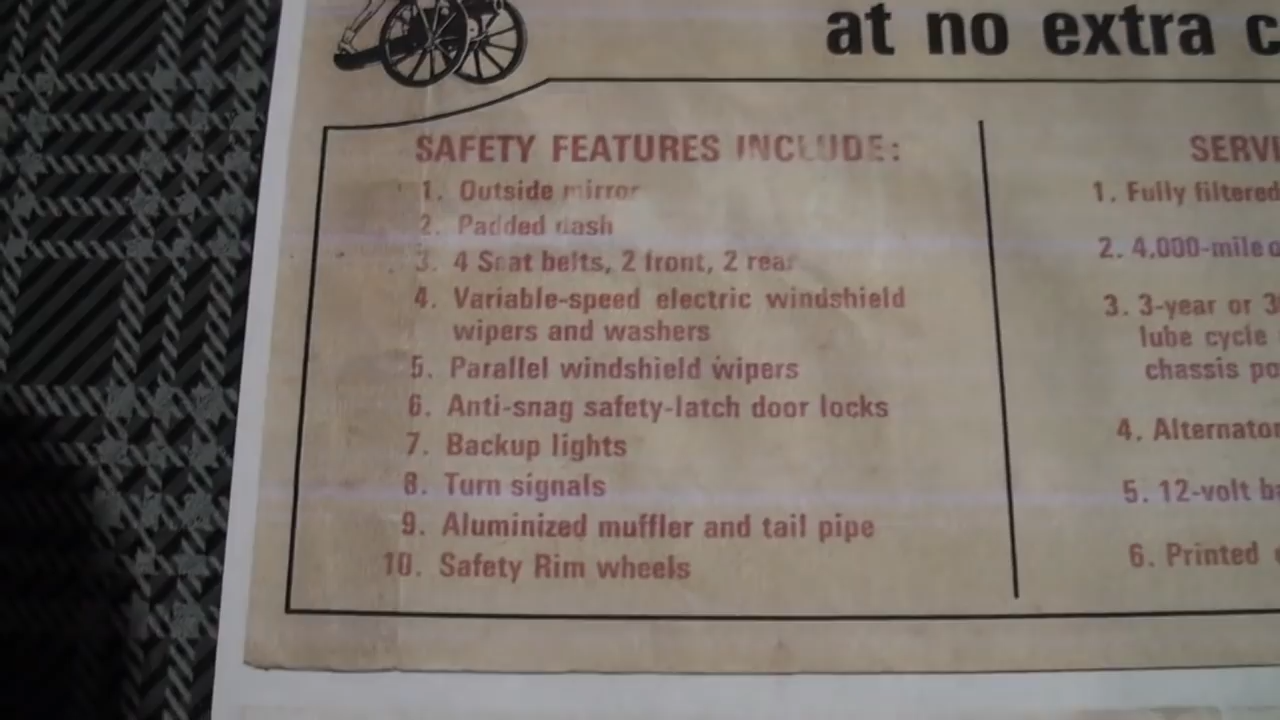 at no extra
SAFETY FEATURES INCLUDE:
1. Outside mirror
2. Padded dash
3. 4 Seat belts, 2 front, 2 rear
4. Variable-speed electric windshield
wipers and washers
5. Parallel windshield wipers
6. Anti-snag safety-latch door locks
7. Backup lights
8. Turn signals
9. Aluminized muffler and tail pipe
10. Safety Rim wheels
1. Fully filtered
2. 4,000-mile
3. 3-year or
lube cycle
chassis
4. Alternator
5. 12-volt
6. Printed